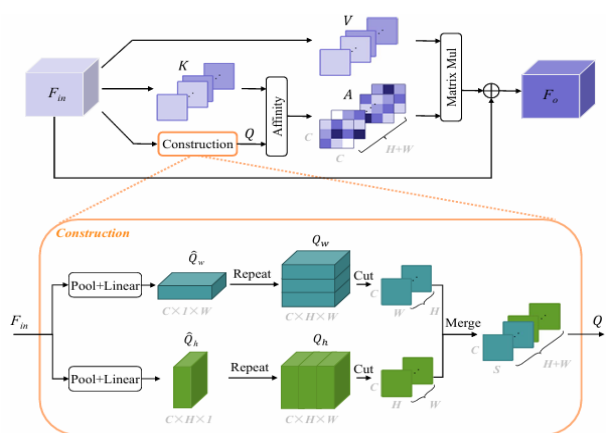 V
K
F_in
A
Affinity
Matrix Mul
F_o
Construction
Q
C
C
H+W
Construction
Q̂_w
Q_w
Pool+Linear
Repeat
Cut
C
W
H
C×1×W
C×H×W
F_in
Merge
Q
C
S
H+W
Q̂_h
Q_h
Pool+Linear
Repeat
Cut
C
H
W
C×H×1
C×H×W